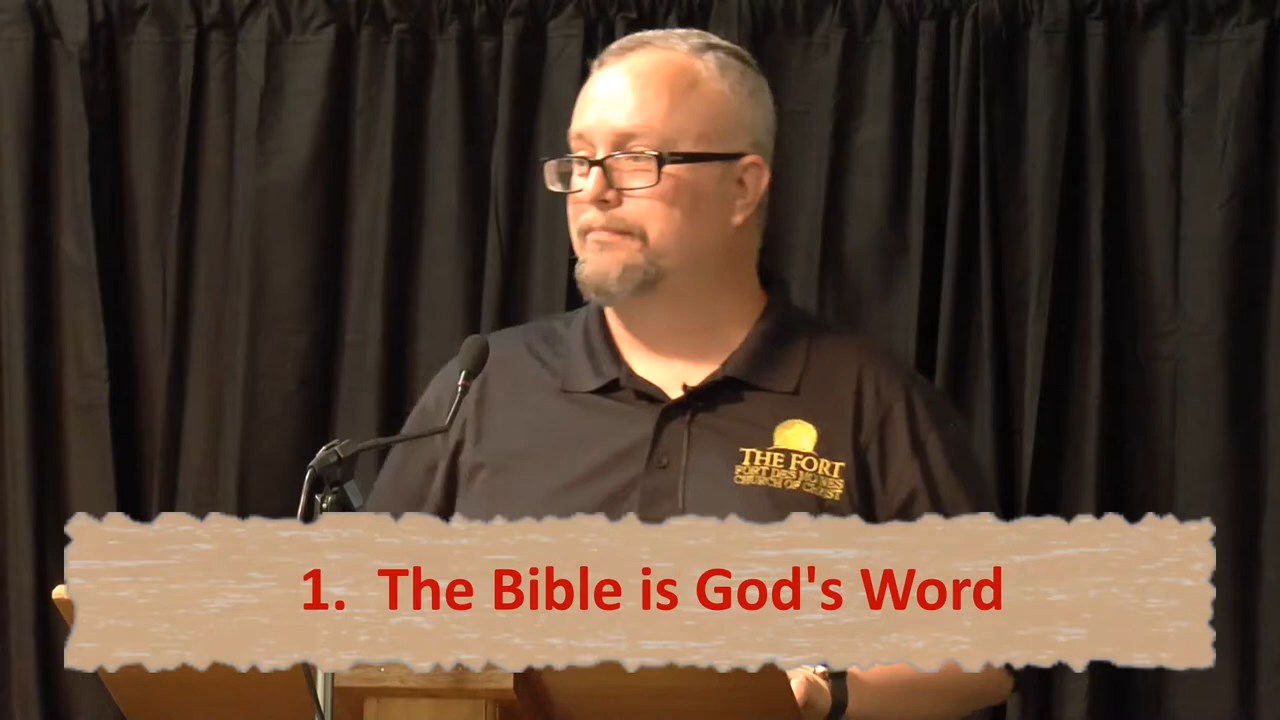 THE FORT
FORT DES MOINES
CHURCH OF CHRIST
1. The Bible is God's Word